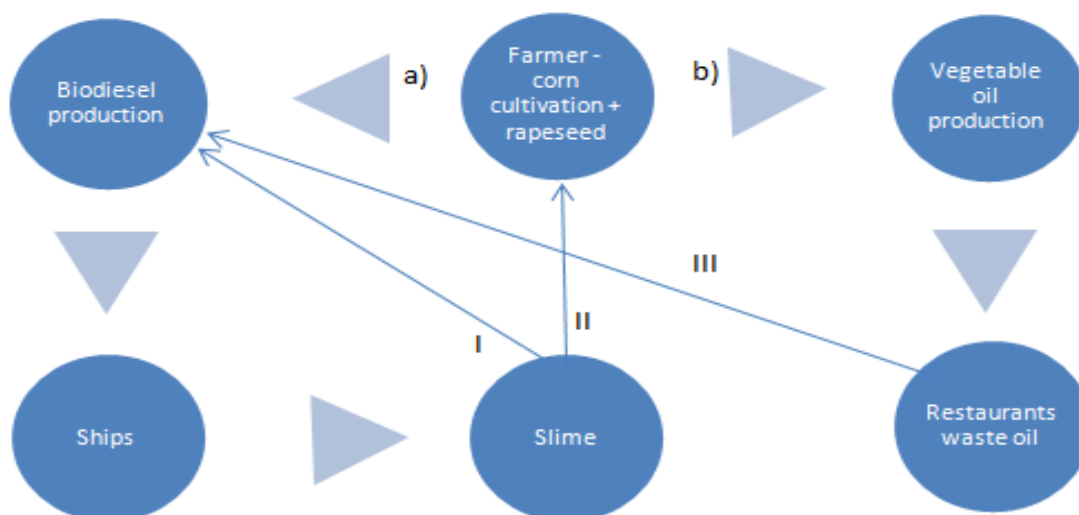 Biodiesel
production
a)
Farmer -
corn
cultivation +
rapeseed
b)
Vegetable
oil
production
III
II
I
Ships
Slime
Restaurants
waste oil